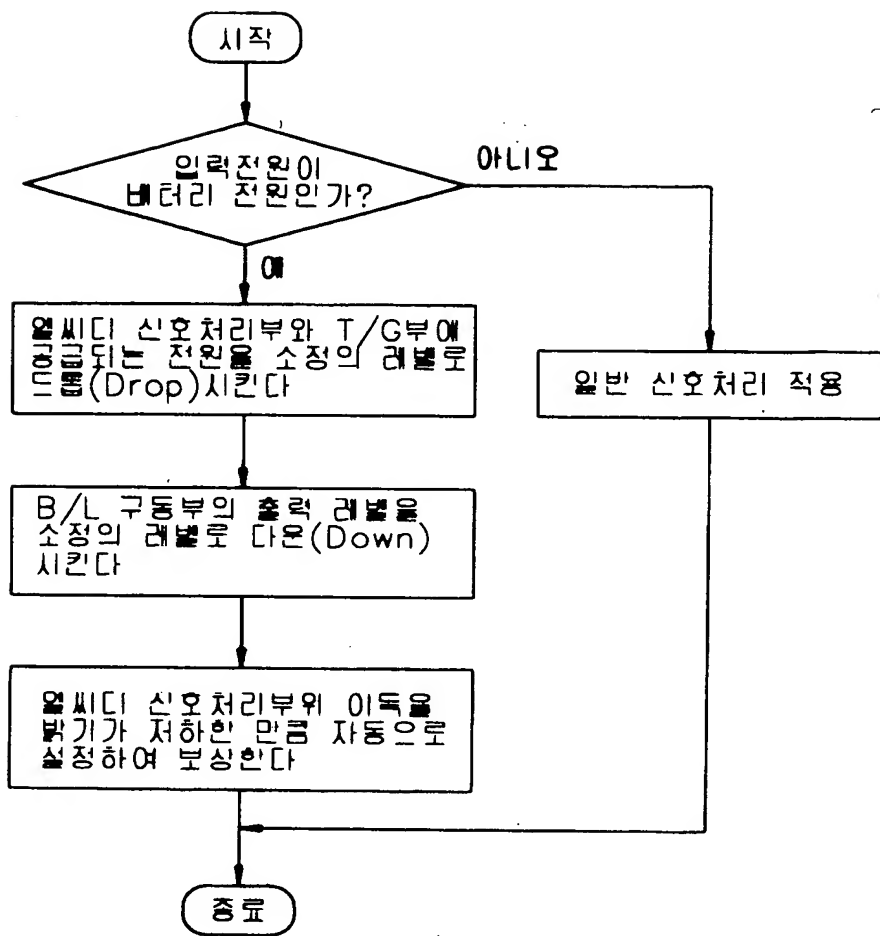 시작
입력전원이
배터리 전원인가?
아니오
예
엘씨디 신호처리부와 T/G부에
공급되는 전원을 소정의 레벨로
드롭(Drop)시킨다
일반 신호처리 적용
B/L 구동부의 출력 레벨을
소정의 레벨로 다운(Down)
시킨다
엘씨디 신호처리부위 이득을
밝기가 저하한 만큼 자동으로
설정하여 보상한다
종료